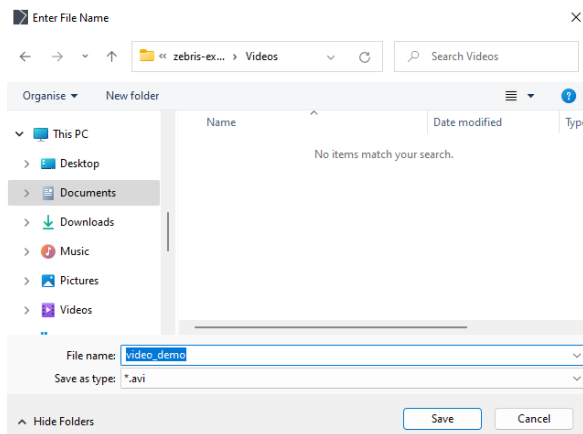 Enter File Name
« zebris-ex... > Videos
Search Videos
Organise
New folder
Name
Date modified
Typ
This PC
Desktop
Documents
Downloads
Music
Pictures
Videos
No items match your search.
File name: video_demo
Save as type: *.avi
Hide Folders
Save
Cancel